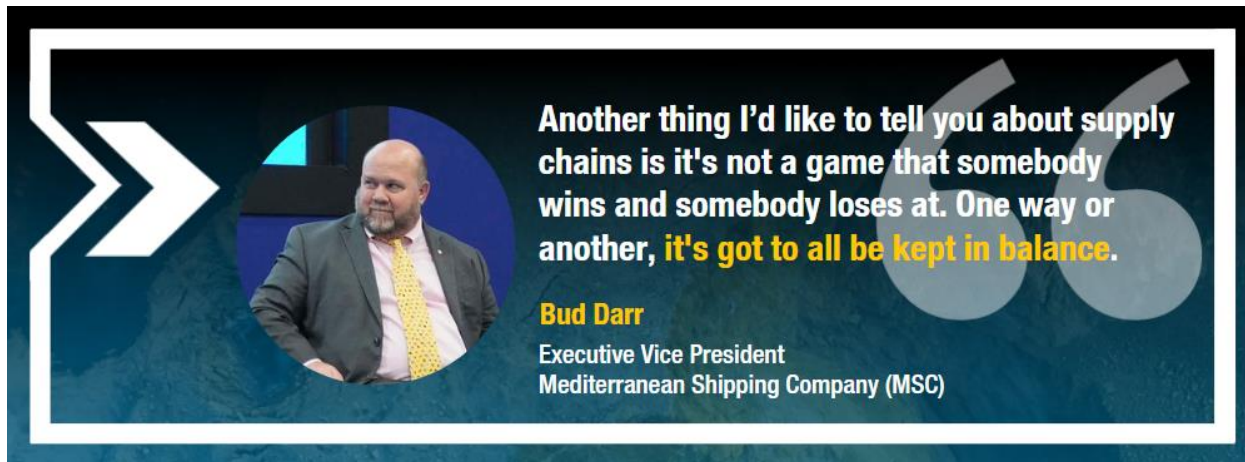 Another thing I’d like to tell you about supply
chains is it's not a game that somebody
wins and somebody loses at. One way or
another, it's got to all be kept in balance.
Bud Darr
Executive Vice President
Mediterranean Shipping Company (MSC)